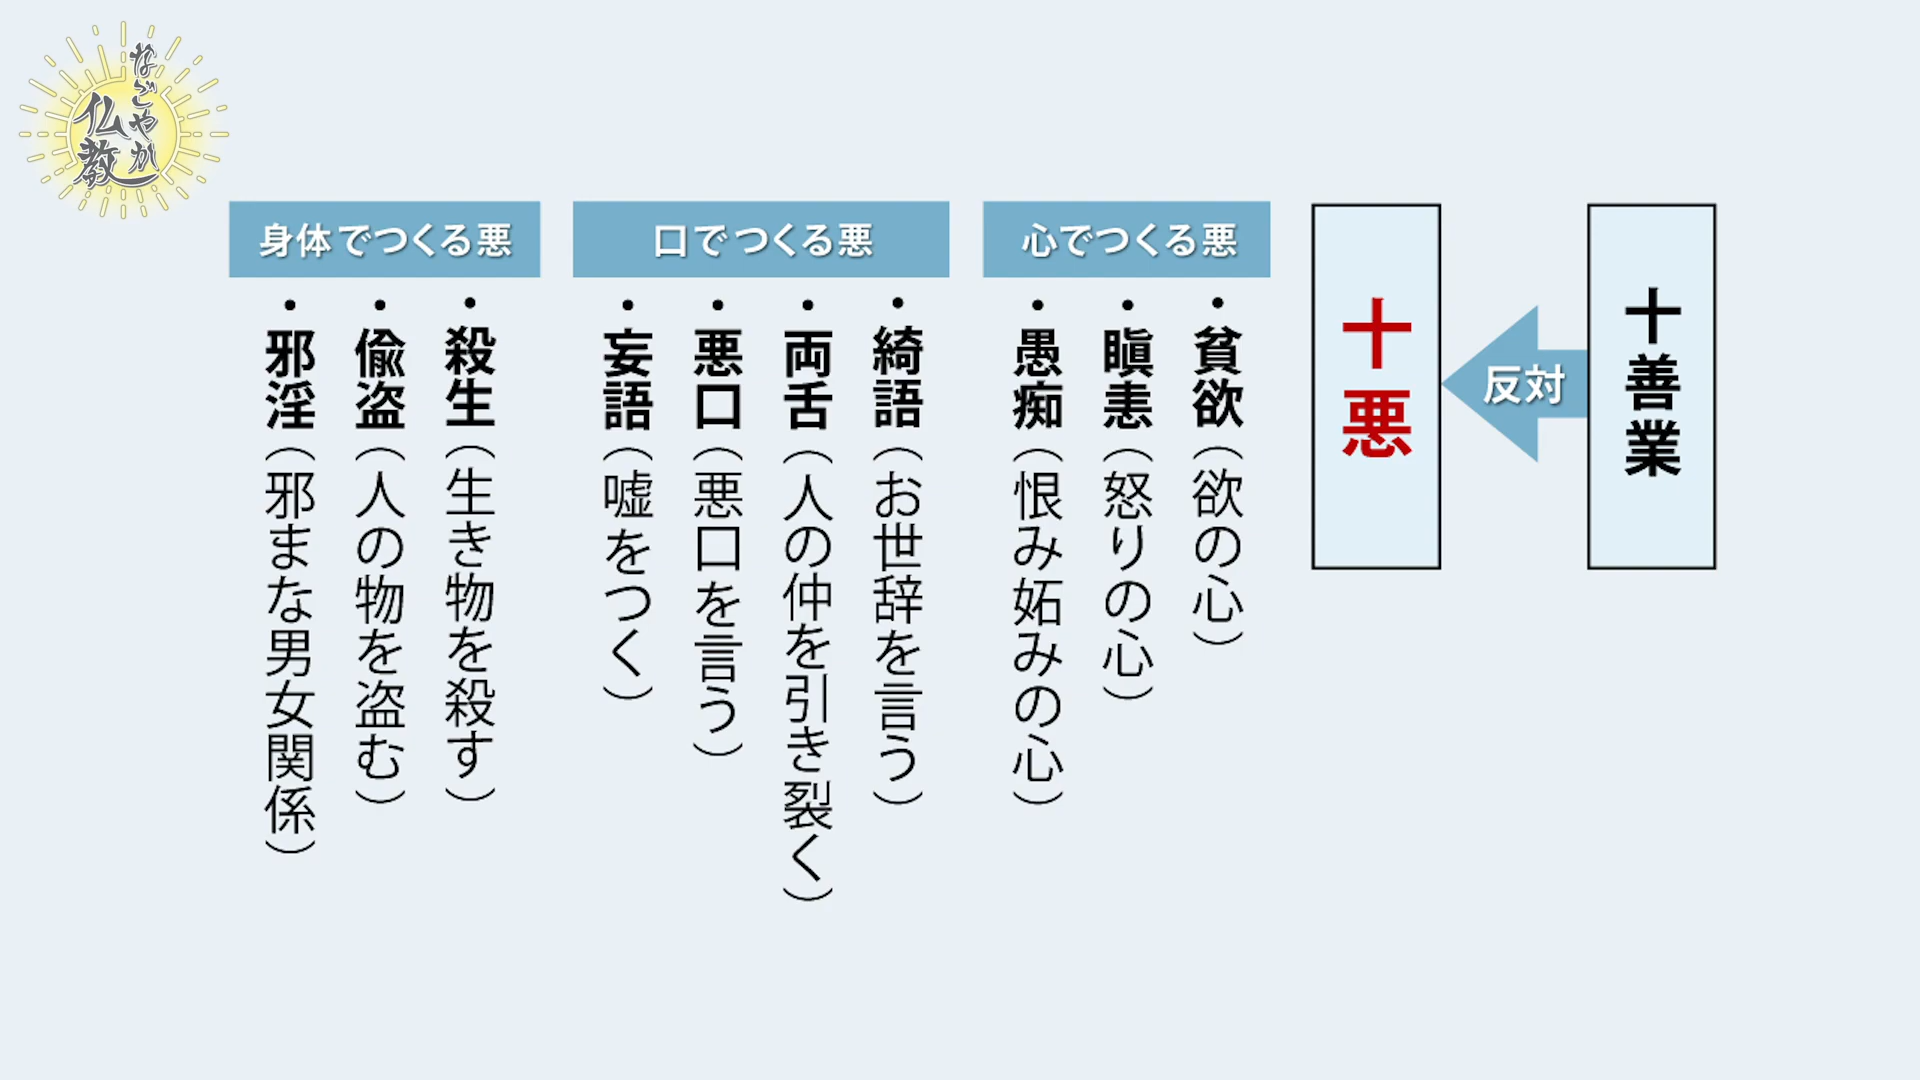 なごやか
仏教
十善業
反対
十悪
心でつくる悪
・貧欲（欲の心）
・瞋恚（怒りの心）
・愚痴（恨み妬みの心）
口でつくる悪
・綺語（お世辞を言う）
・両舌（人の仲を引き裂く）
・悪口（悪口を言う）
・妄語（嘘をつく）
身体でつくる悪
・殺生（生き物を殺す）
・偸盗（人の物を盗む）
・邪淫（邪まな男女関係）